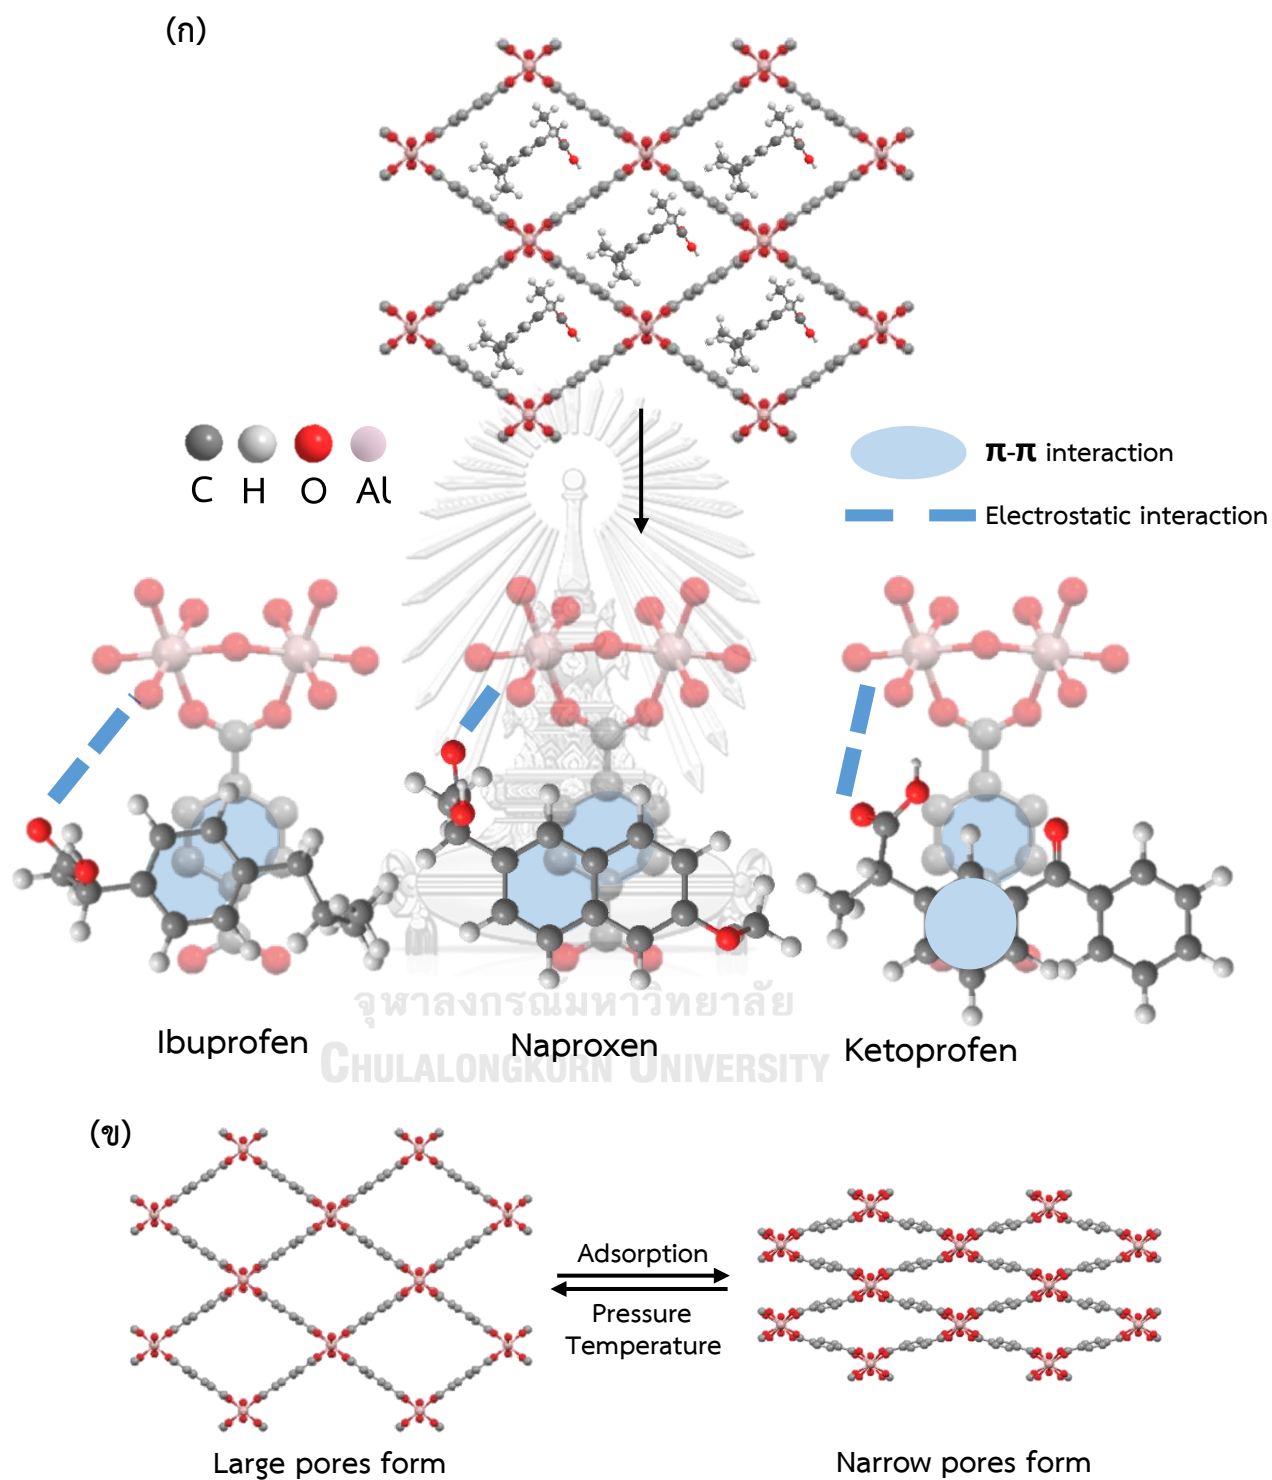 (ก)
C H O Al
π-π interaction
Electrostatic interaction
จุฬาลงกรณ์มหาวิทยาลัย
CHULALONGKORN UNIVERSITY
Ibuprofen
Naproxen
Ketoprofen
(ข)
Adsorption
Pressure
Temperature
Large pores form
Narrow pores form